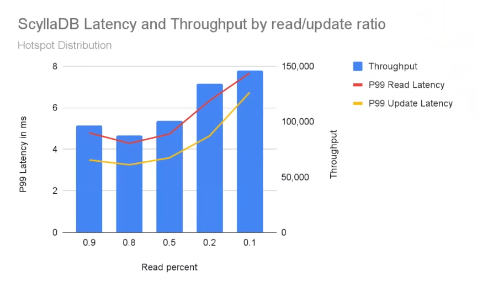 ScyllaDB Latency and Throughput by read/update ratio
Hotspot Distribution
Throughput
P99 Read Latency
P99 Update Latency
P99 Latency in ms
8
6
4
2
0
150,000
100,000
50,000
0
Throughput
0.9 0.8 0.5 0.2 0.1
Read percent